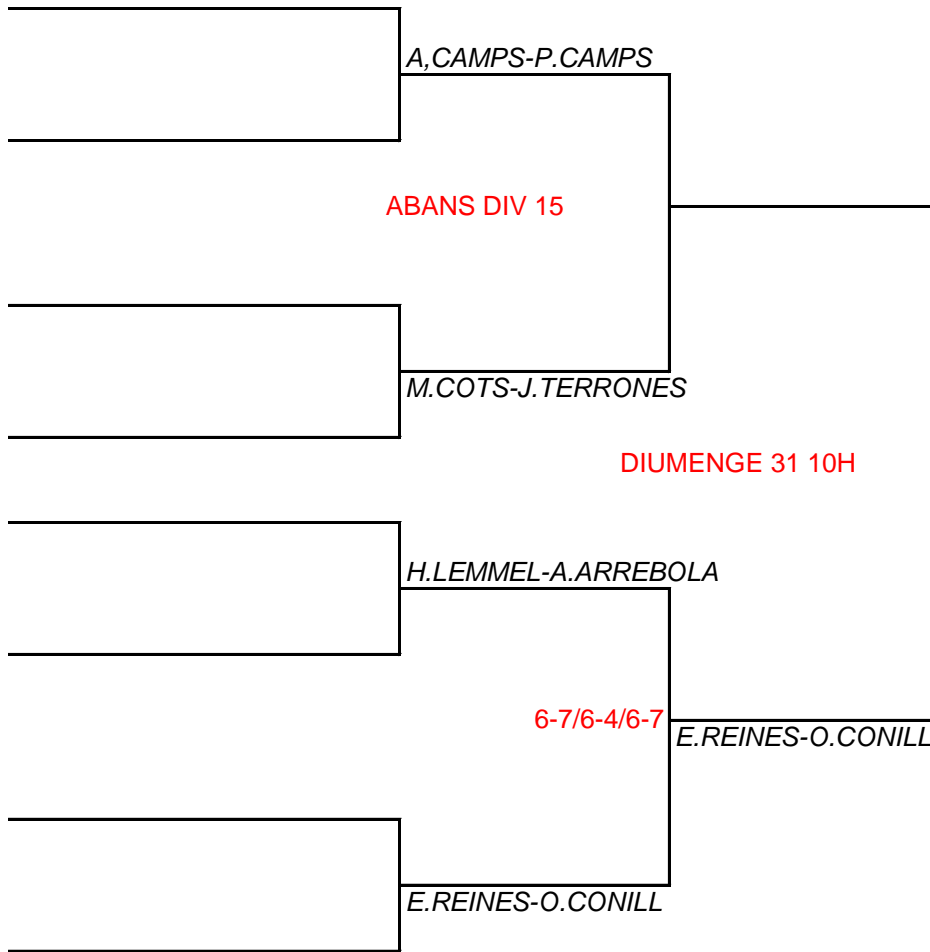 A,CAMPS-P.CAMPS
ABANS DIV 15
M.COTS-J.TERRONES
DIUMENGE 31 10H
H.LEMMEL-A.ARREBOLA
6-7/6-4/6-7
E.REINES-O.CONILL
E.REINES-O.CONILL